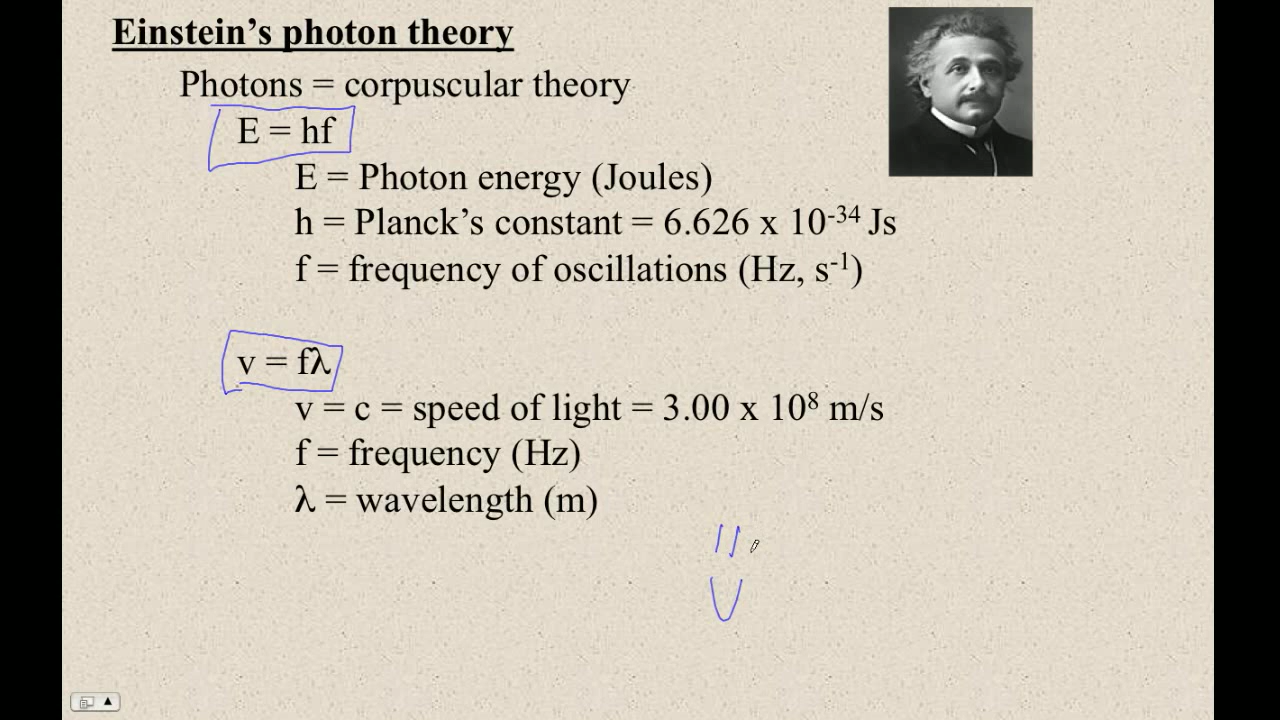 Einstein's photon theory
Photons = corpuscular theory
E = hf
E = Photon energy (Joules)
h = Planck's constant = 6.626 x 10⁻³⁴ Js
f = frequency of oscillations (Hz, s⁻¹)
v = fλ
v = c = speed of light = 3.00 x 10⁸ m/s
f = frequency (Hz)
λ = wavelength (m)